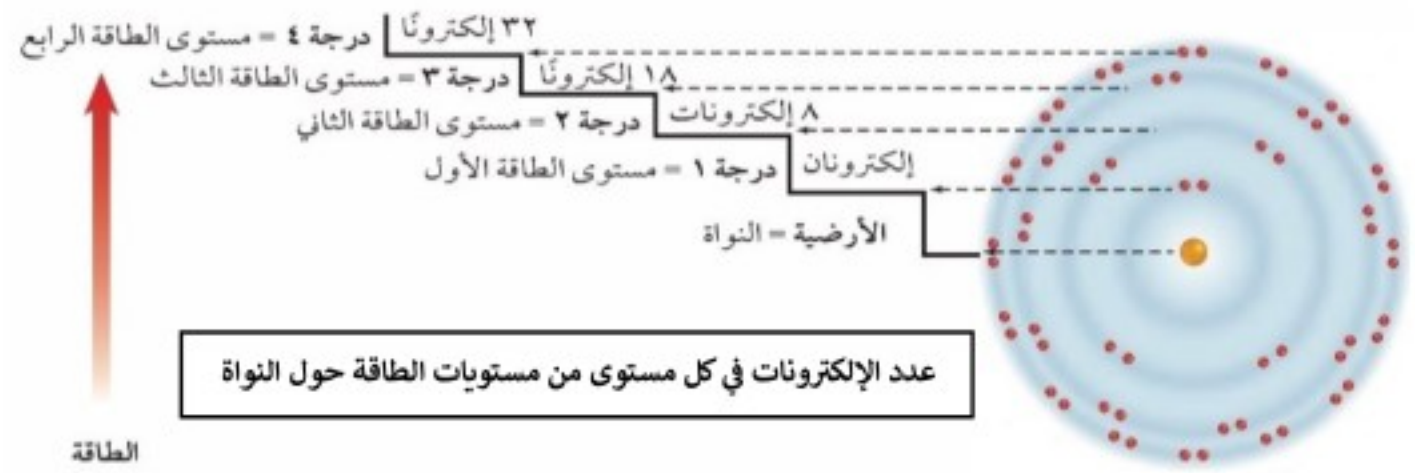 ٣٢ إلكترونًا
درجة ٤ = مستوى الطاقة الرابع
١٨ إلكترونًا
درجة ٣ = مستوى الطاقة الثالث
٨ إلكترونات
درجة ٢ = مستوى الطاقة الثاني
إلكترونان
درجة ١ = مستوى الطاقة الأول
الأرضية = النواة
عدد الإلكترونات في كل مستوى من مستويات الطاقة حول النواة
الطاقة